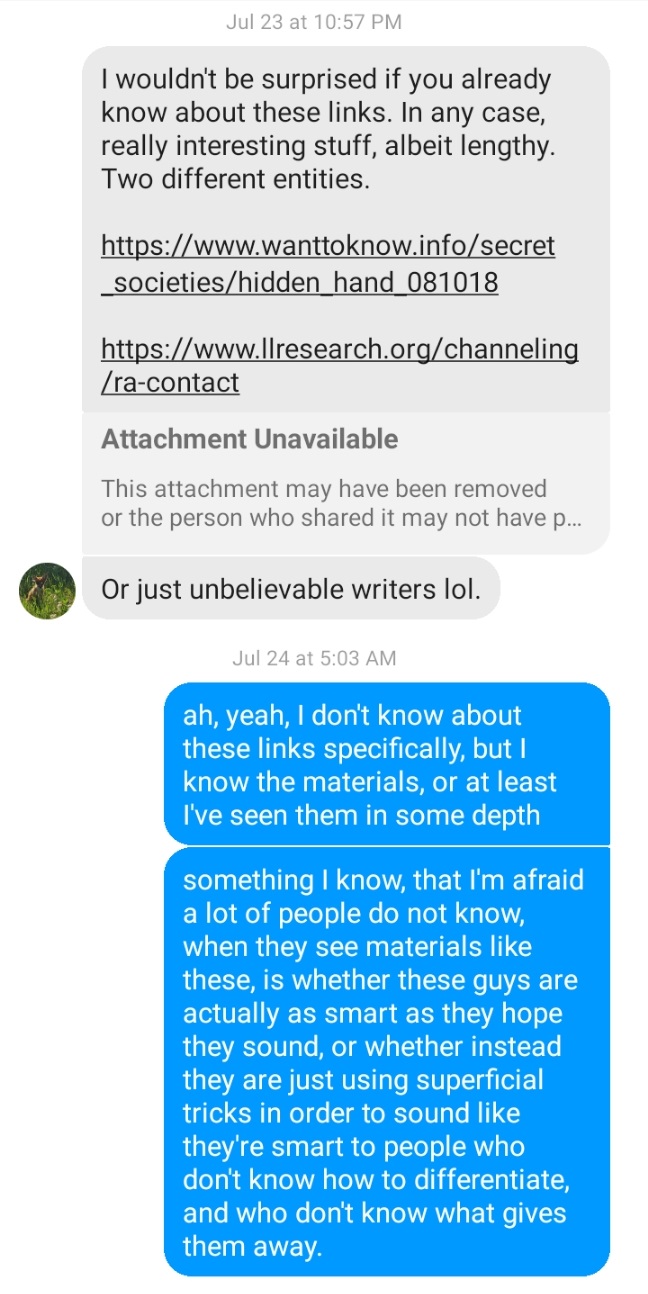 Jul 23 at 10:57 PM
I wouldn't be surprised if you already
know about these links. In any case,
really interesting stuff, albeit lengthy.
Two different entities.
https://www.wanttoknow.info/secret
_societies/hidden_hand_081018
https://www.llresearch.org/channeling
/ra-contact
Attachment Unavailable
This attachment may have been removed
or the person who shared it may not have p...
Or just unbelievable writers lol.
Jul 24 at 5:03 AM
ah, yeah, I don't know about
these links specifically, but I
know the materials, or at least
I've seen them in some depth
something I know, that I'm afraid
a lot of people do not know,
when they see materials like
these, is whether these guys are
actually as smart as they hope
they sound, or whether instead
they are just using superficial
tricks in order to sound like
they're smart to people who
don't know how to differentiate,
and who don't know what gives
them away.